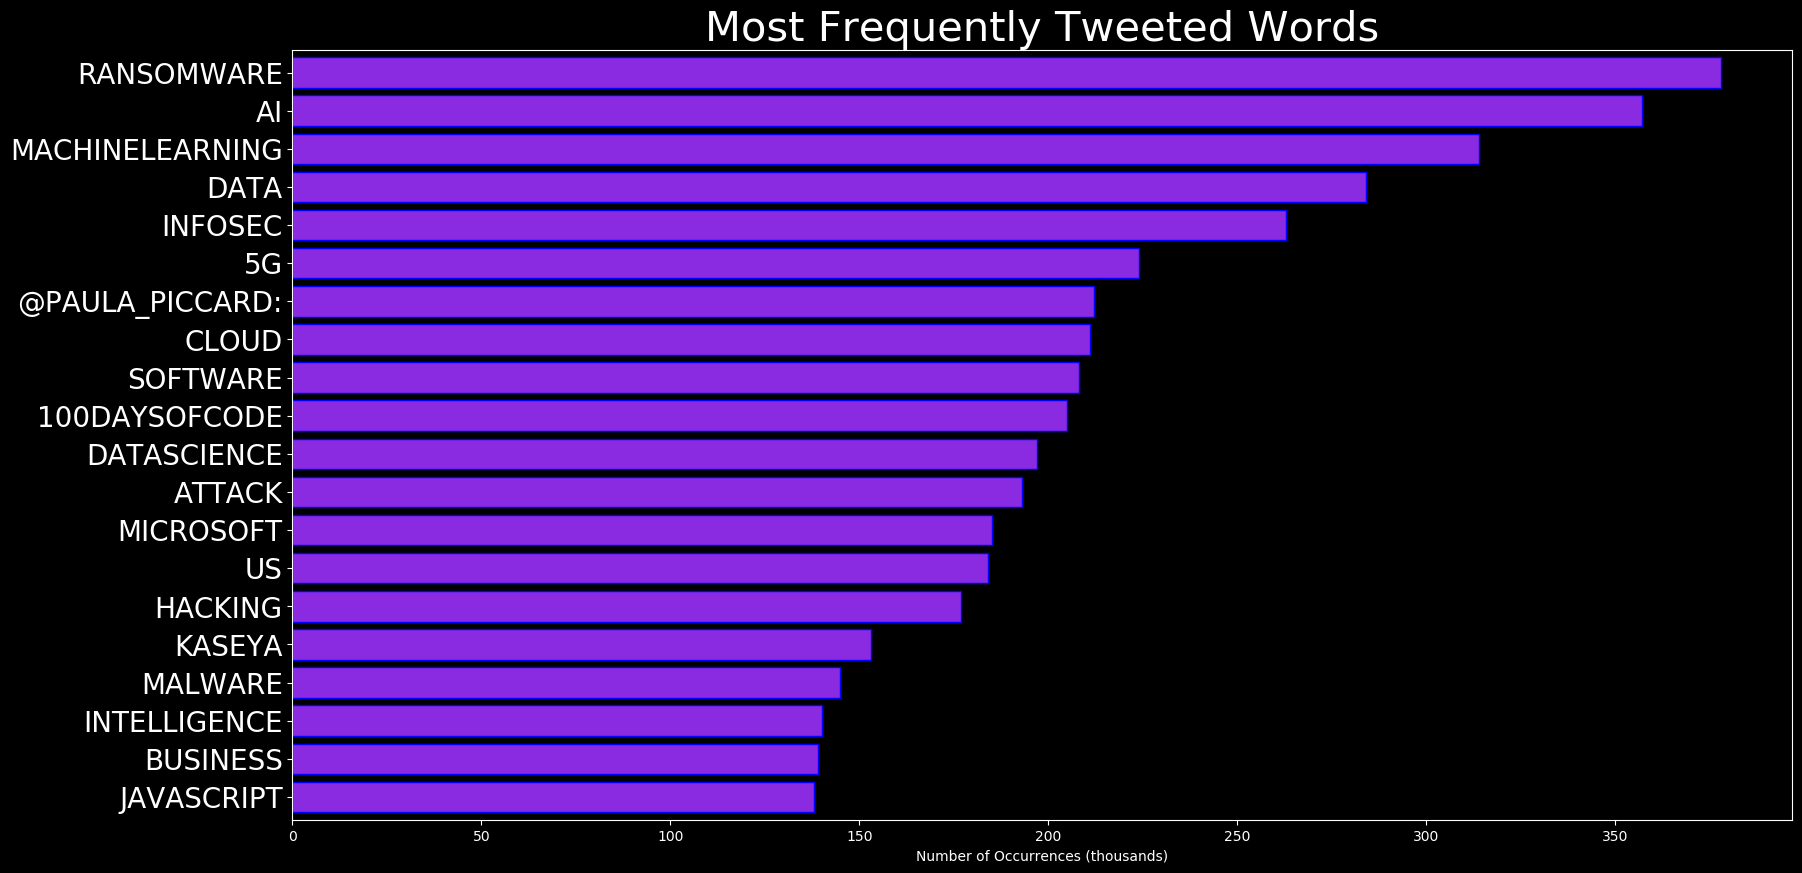 Most Frequently Tweeted Words
RANSOMWARE
AI
MACHINELEARNING
DATA
INFOSEC
5G
@PAULA_PICCARD:
CLOUD
SOFTWARE
100DAYSOFCODE
DATASCIENCE
ATTACK
MICROSOFT
US
HACKING
KASEYA
MALWARE
INTELLIGENCE
BUSINESS
JAVASCRIPT
0 50 100 150 200 250 300 350
Number of Occurrences (thousands)